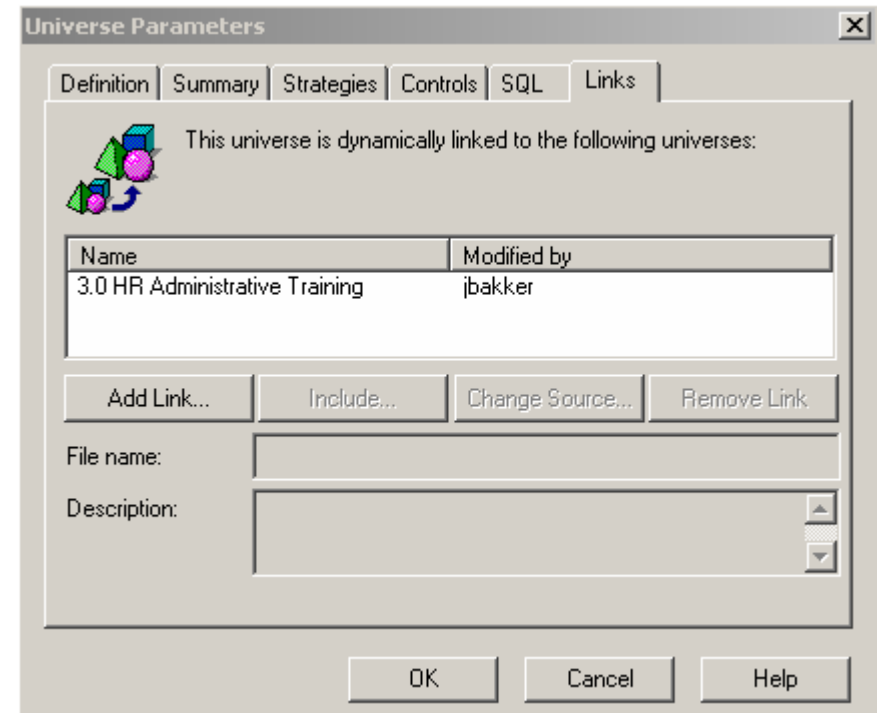 Universe Parameters
Definition Summary Strategies Controls SQL Links
This universe is dynamically linked to the following universes:
Name Modified by
3.0 HR Administrative Training jbakker
Add Link... Include... Change Source... Remove Link
File name:
Description:
OK Cancel Help